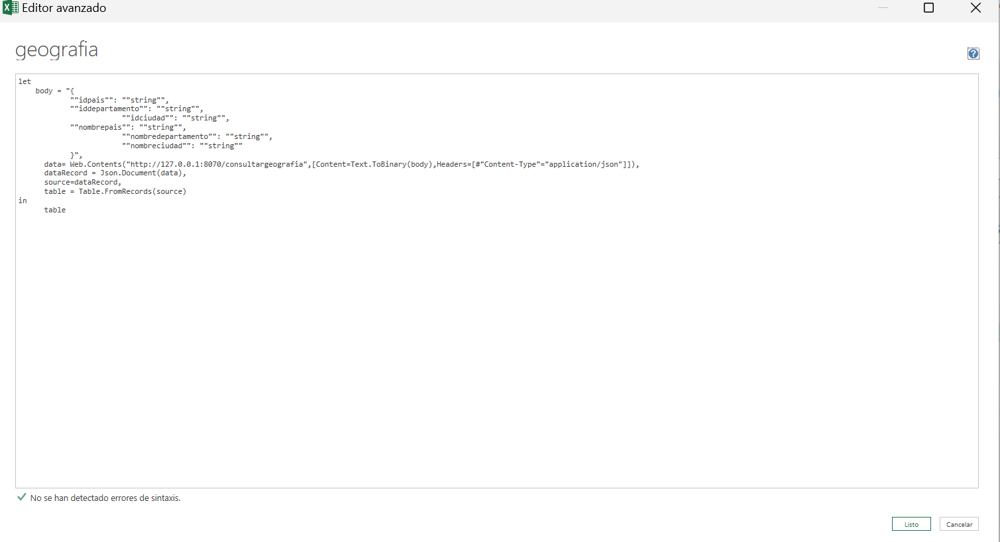 Editor avanzado
geografia
let
body = "{
""idpais"": ""string"",
""iddepartamento"": ""string"",
""idciudad"": ""string"",
""nombrepais"": ""string"",
""nombredepartamento"": ""string"",
""nombreciudad"": ""string""
}",
data= Web.Contents("http://127.0.0.1:8070/consultargeografia",[Content=Text.ToBinary(body),Headers=[#"Content-Type"="application/json"]]),
dataRecord = Json.Document(data),
source=dataRecord,
table = Table.FromRecords(source)
in
table
No se han detectado errores de sintaxis.
Listo
Cancelar